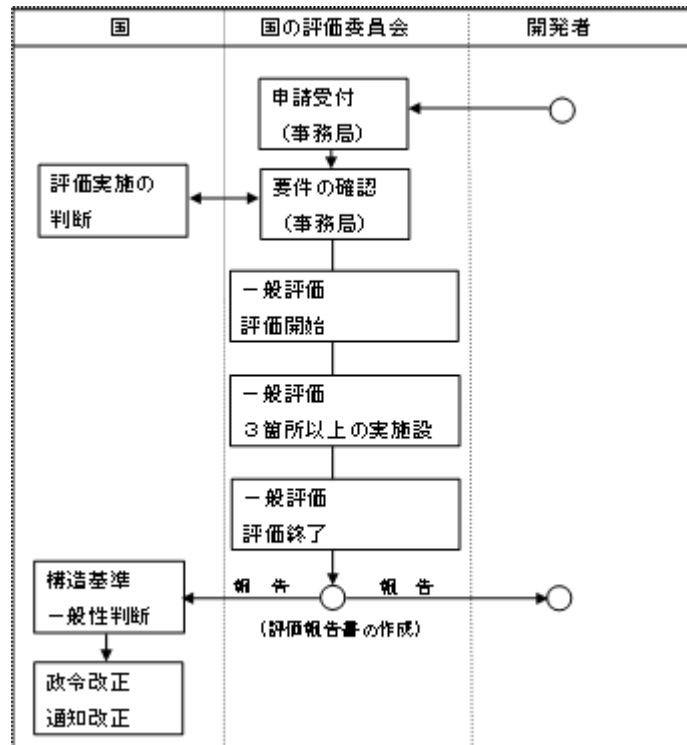 国 国の評価委員会 開発者
申請受付
（事務局）
評価実施の
判断
要件の確認
（事務局）
一般評価
評価開始
一般評価
３箇所以上の実施設
一般評価
評価終了
構造基準
一般性判断
報 告 報 告
（評価報告書の作成）
政令改正
通知改正